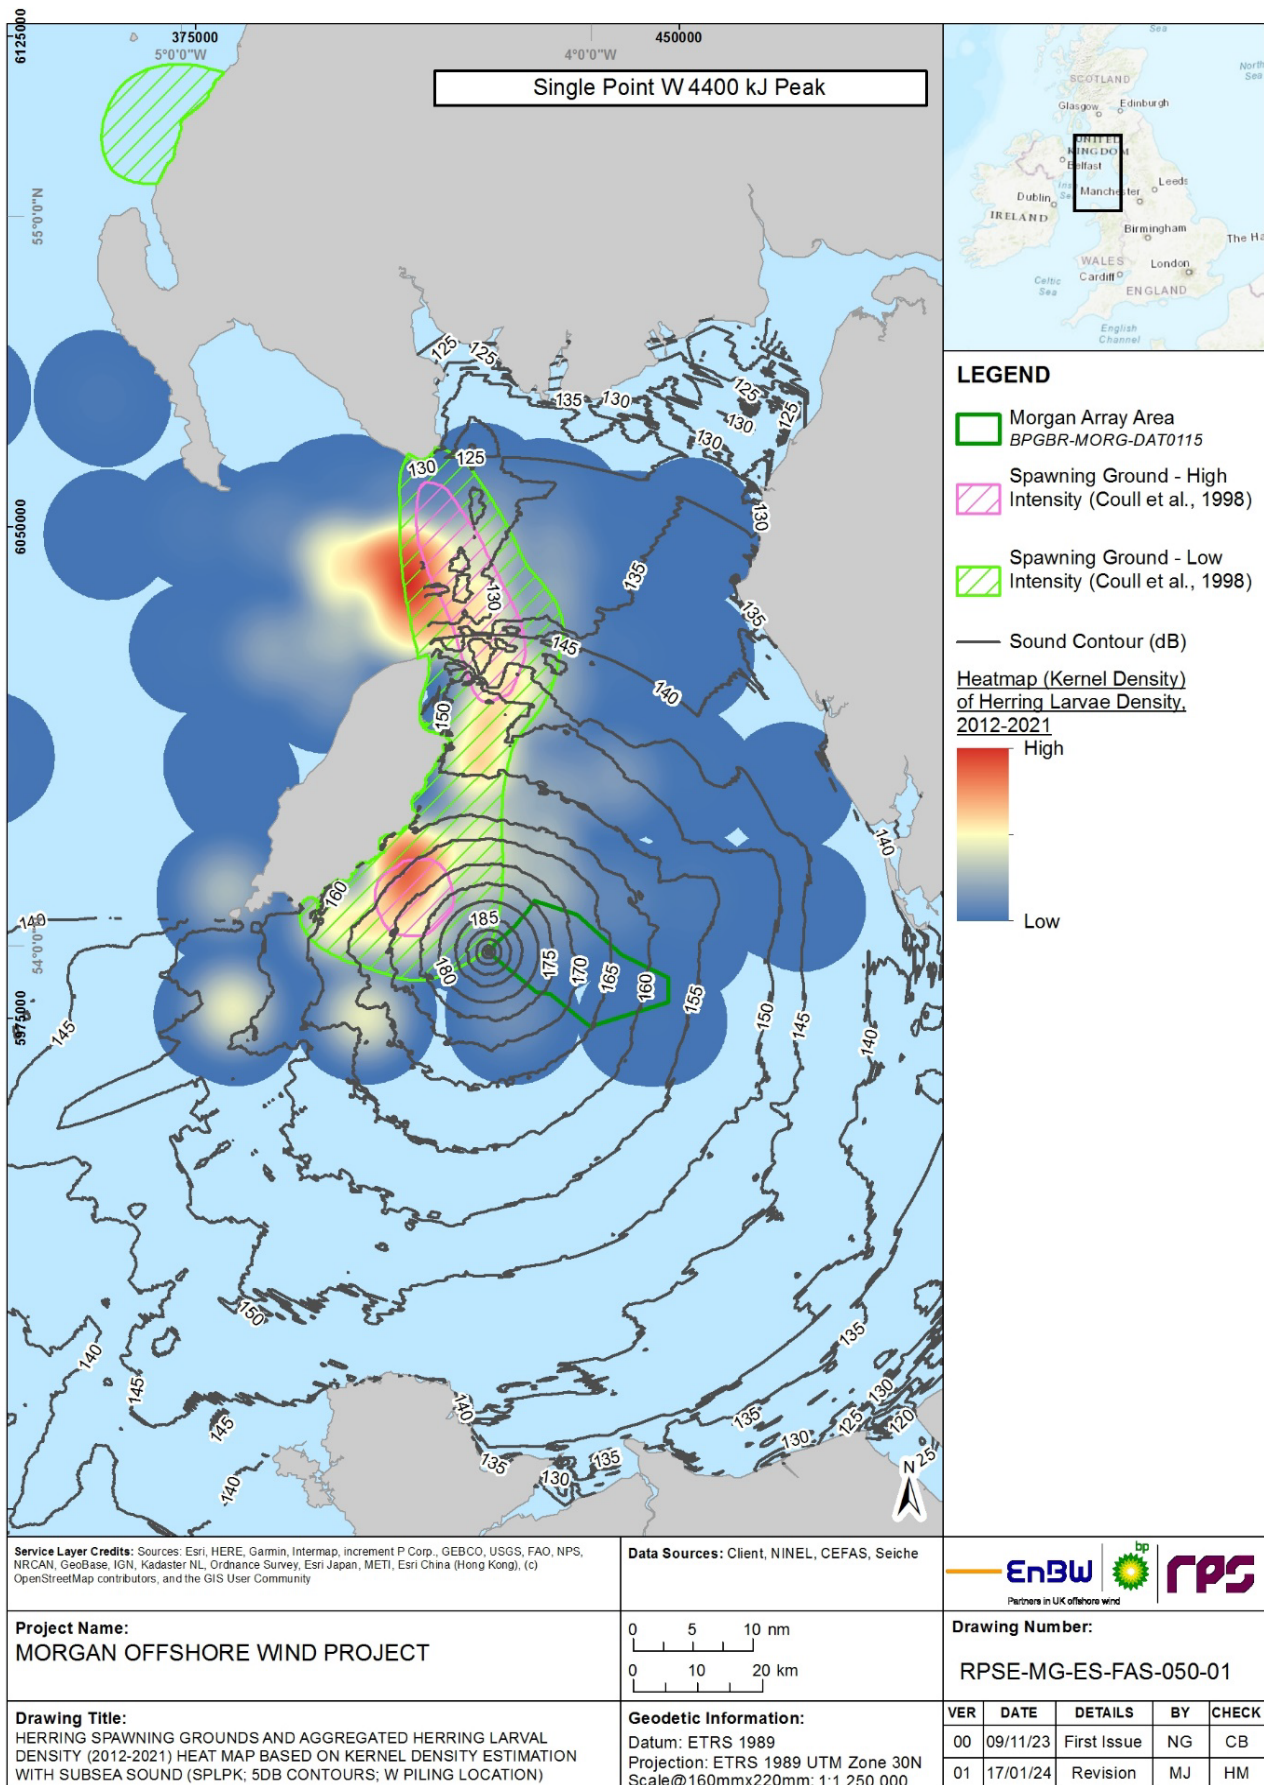 6125000
375000
5°0'0"W
4°0'0"W
450000
Single Point W 4400 kJ Peak
55°0'0"N
6050000
54°0'0"N
5975000
125
125
135
130
125
130
130
125
130
125
130
135
130
135
145
140
150
160
140
185
180
175
170
165
160
155
150
145
140
140
145
150
140
145
145
140
140
135
130
135
135
130
125
130
120
135
N
Sea
North
Sea
SCOTLAND
Glasgow
Edinburgh
UNITED
KINGDOM
Belfast
Leeds
Manchester
Dublin
IRELAND
Birmingham
The Ha
WALES
London
Cardiff
Celtic
Sea
ENGLAND
English
Channel
LEGEND
Morgan Array Area
BPGBR-MORG-DAT0115
Spawning Ground - High
Intensity (Coull et al., 1998)
Spawning Ground - Low
Intensity (Coull et al., 1998)
Sound Contour (dB)
Heatmap (Kernel Density)
of Herring Larvae Density,
2012-2021
High
Low
Service Layer Credits: Sources: Esri, HERE, Garmin, Intermap, increment P Corp., GEBCO, USGS, FAO, NPS,
NRCAN, GeoBase, IGN, Kadaster NL, Ordnance Survey, Esri Japan, METI, Esri China (Hong Kong), (c)
OpenStreetMap contributors, and the GIS User Community
Data Sources: Client, NINEL, CEFAS, Seiche
EnBW
bp
rps
Partners in UK offshore wind
Project Name:
MORGAN OFFSHORE WIND PROJECT
0 5 10 nm
0 10 20 km
Drawing Number:
RPSE-MG-ES-FAS-050-01
Drawing Title:
HERRING SPAWNING GROUNDS AND AGGREGATED HERRING LARVAL
DENSITY (2012-2021) HEAT MAP BASED ON KERNEL DENSITY ESTIMATION
WITH SUBSEA SOUND (SPLPK; 5DB CONTOURS; W PILING LOCATION)
Geodetic Information:
Datum: ETRS 1989
Projection: ETRS 1989 UTM Zone 30N
Scale@160mmx220mm: 1:1 250 000
VER DATE DETAILS BY CHECK
00 09/11/23 First Issue NG CB
01 17/01/24 Revision MJ HM